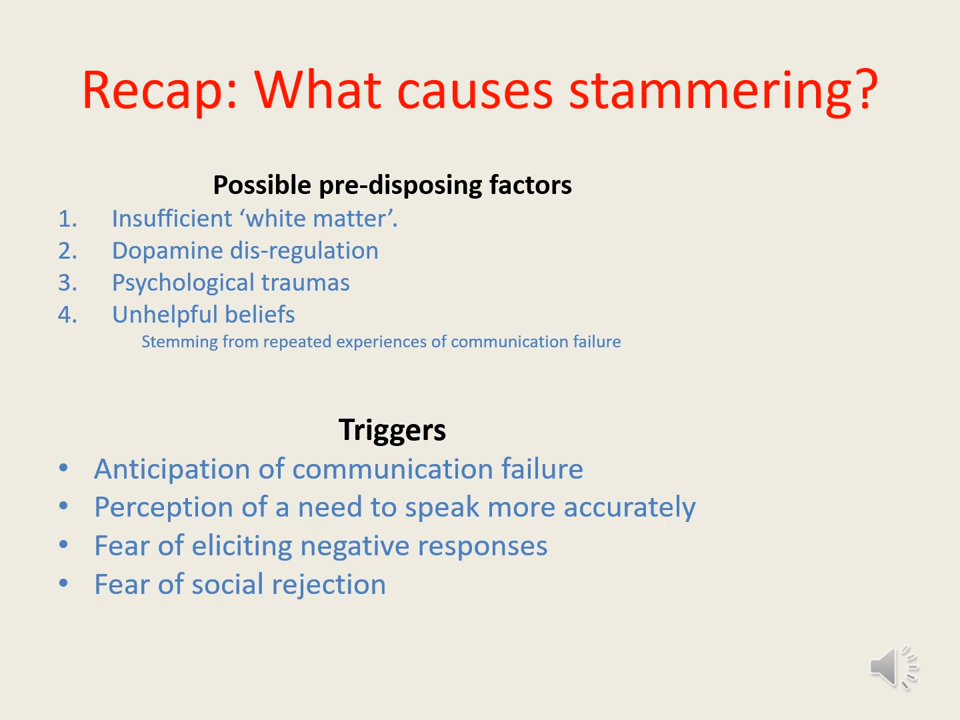 Recap: What causes stammering?
Possible pre-disposing factors
1. Insufficient ‘white matter’.
2. Dopamine dis-regulation
3. Psychological traumas
4. Unhelpful beliefs
Stemming from repeated experiences of communication failure
Triggers
• Anticipation of communication failure
• Perception of a need to speak more accurately
• Fear of eliciting negative responses
• Fear of social rejection